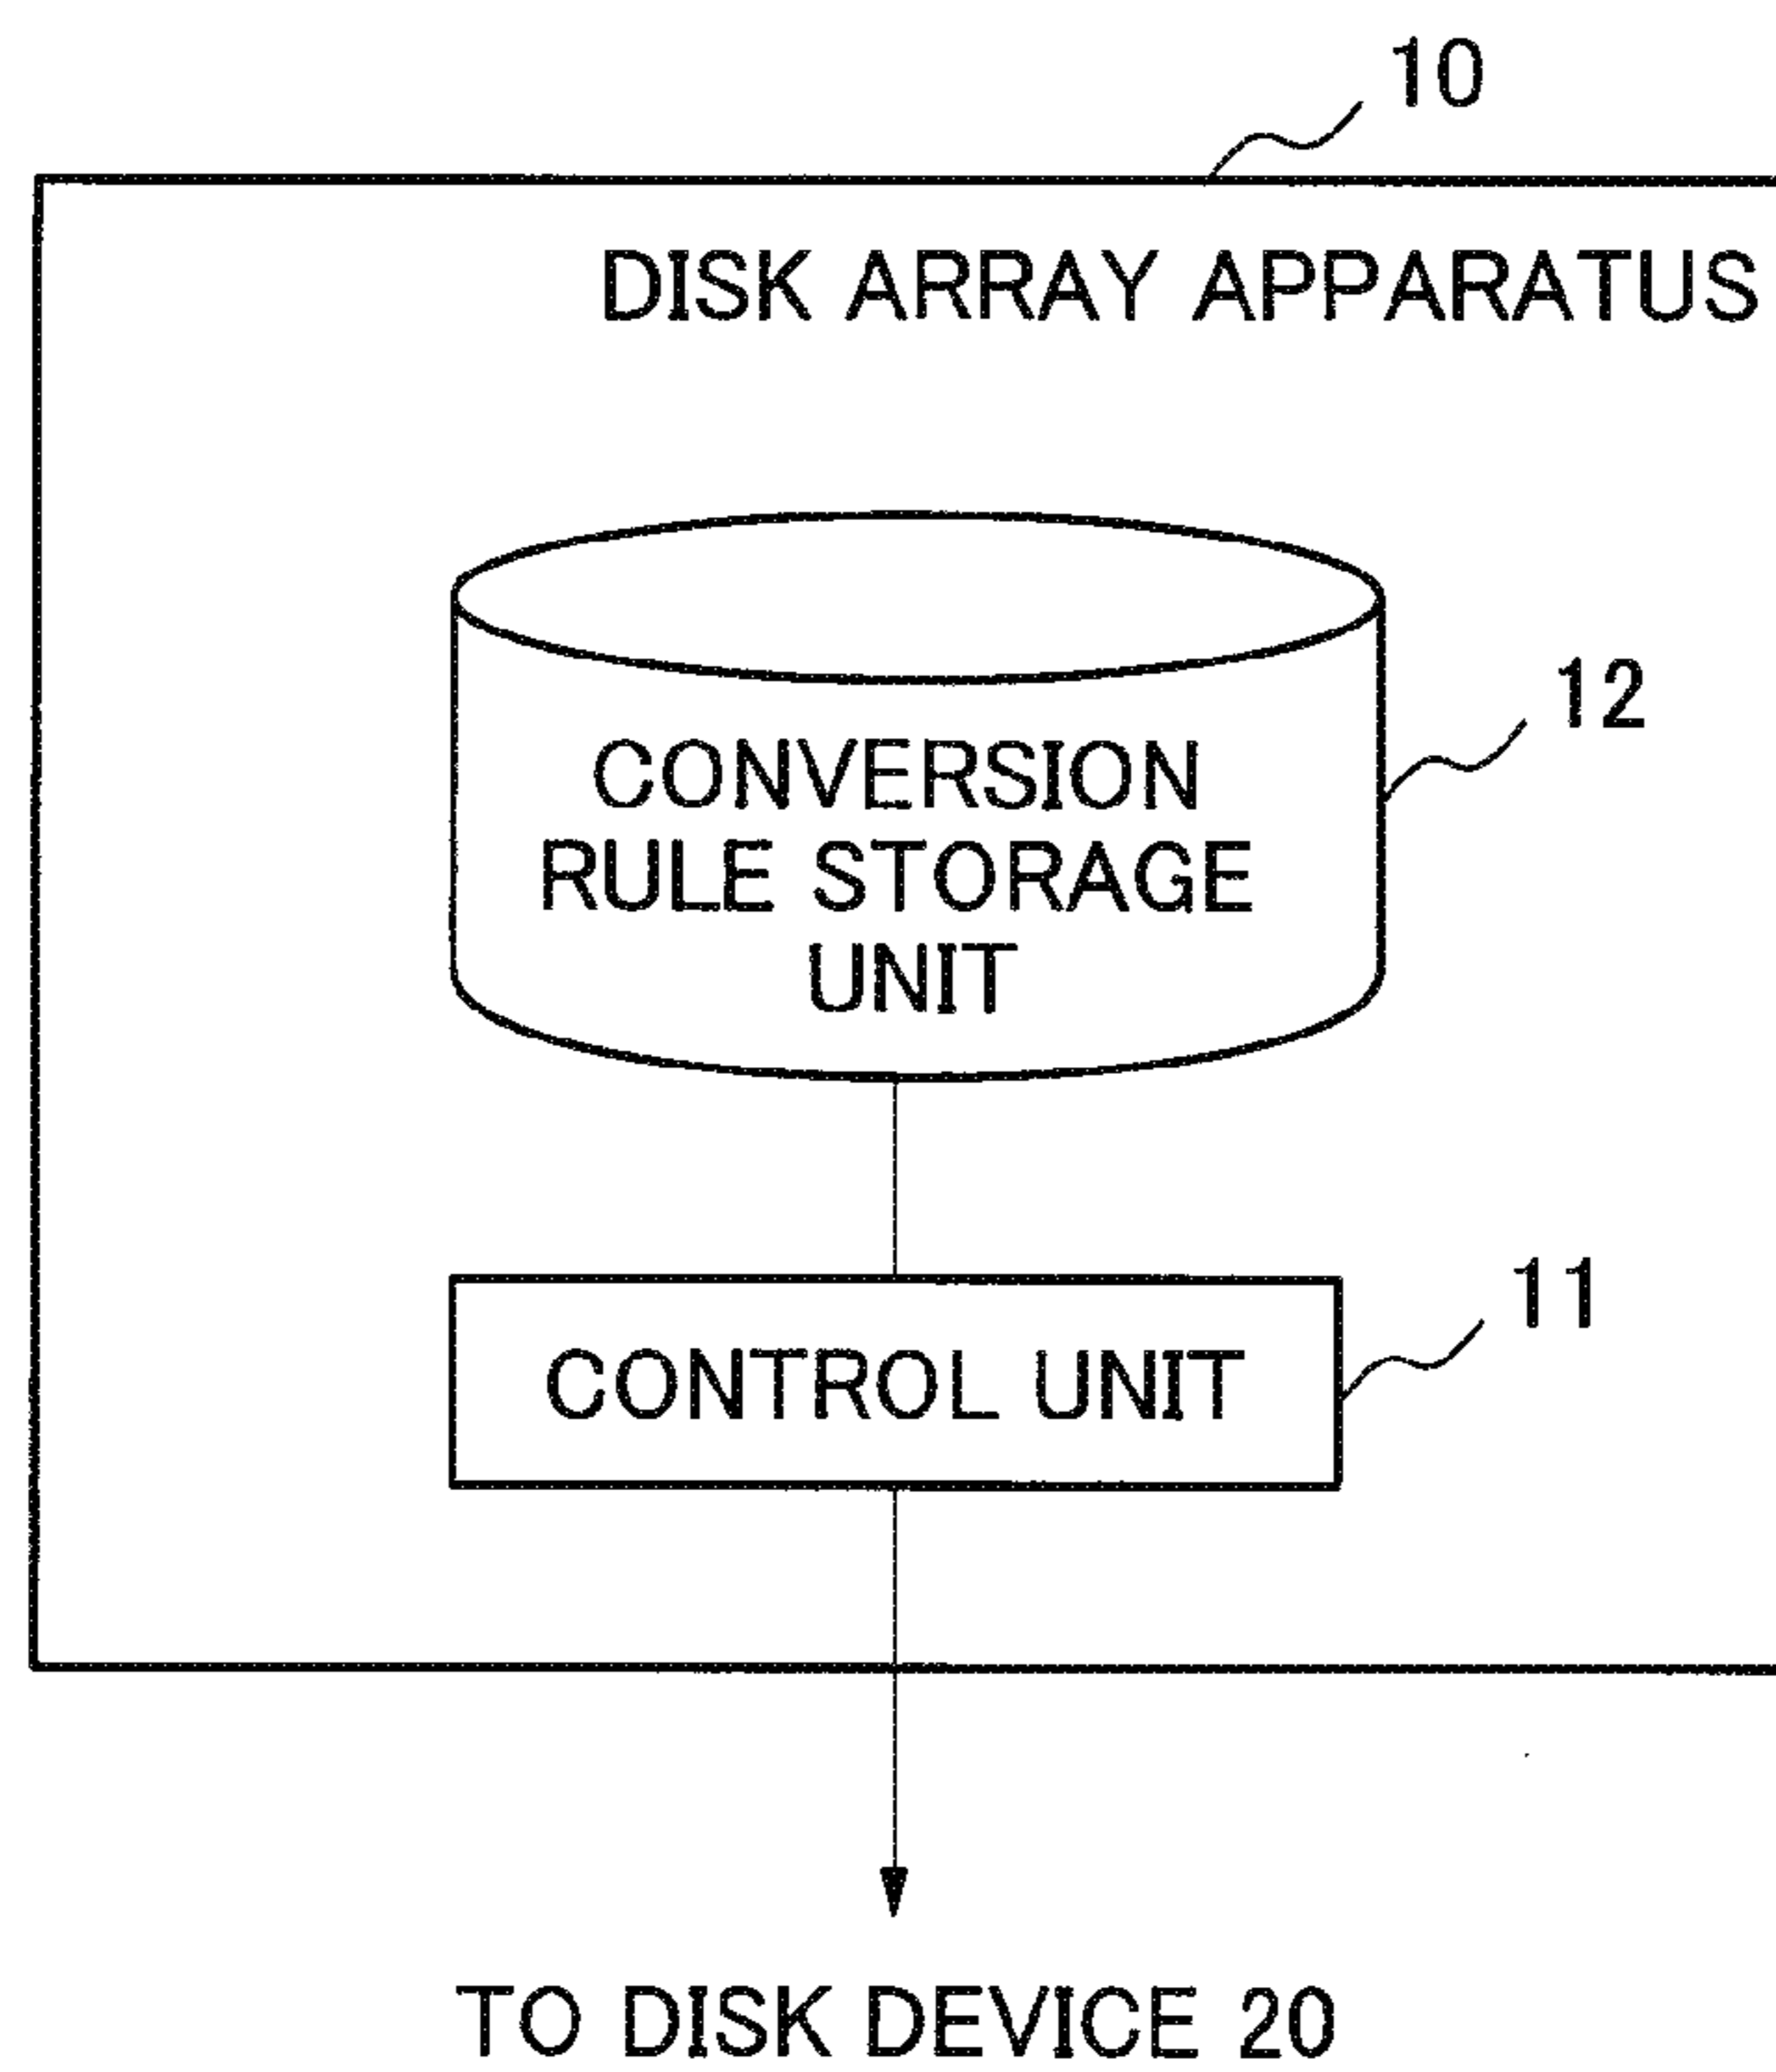 10
DISK ARRAY APPARATUS
12
CONVERSION
RULE STORAGE
UNIT
11
CONTROL UNIT
TO DISK DEVICE 20